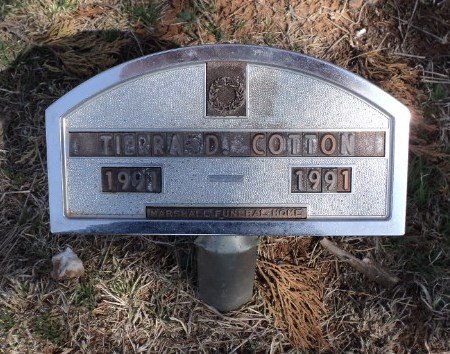 TIERRA D. COTTON
1991 — 1991
MARSHALL FUNERAL HOME